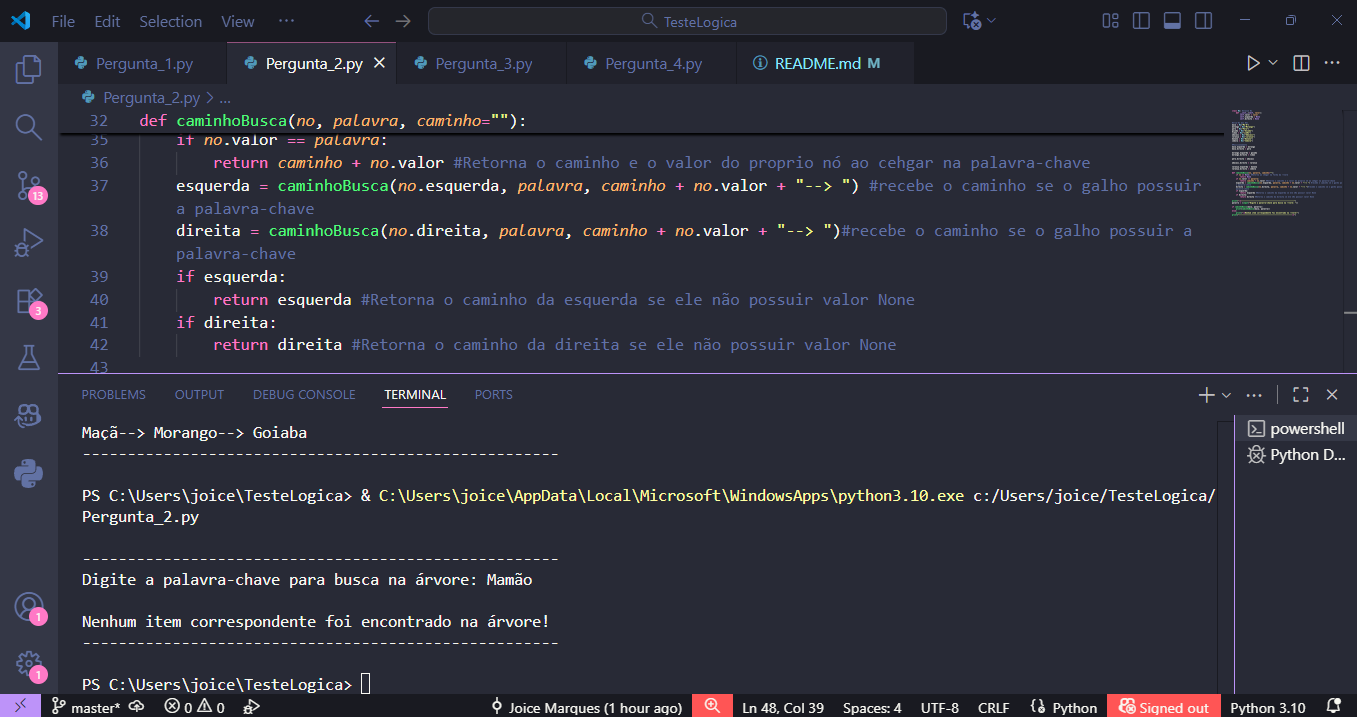 File Edit Selection View ··· TesteLogica
Pergunta_1.py Pergunta_2.py Pergunta_3.py Pergunta_4.py README.md M
Pergunta_2.py > ...
32 def caminhoBusca(no, palavra, caminho=""):
35 if no.valor == palavra:
36 return caminho + no.valor #Retorna o caminho e o valor do proprio nó ao cehgar na palavra-chave
37 esquerda = caminhoBusca(no.esquerda, palavra, caminho + no.valor + "--> ") #recebe o caminho se o galho possuir
a palavra-chave
38 direita = caminhoBusca(no.direita, palavra, caminho + no.valor + "--> ")#recebe o caminho se o galho possuir a
palavra-chave
39 if esquerda:
40 return esquerda #Retorna o caminho da esquerda se ele não possuir valor None
41 if direita:
42 return direita #Retorna o caminho da direita se ele não possuir valor None
43
PROBLEMS OUTPUT DEBUG CONSOLE TERMINAL PORTS
powershell
Python D...
Maçã--> Morango--> Goiaba
-----------------------------------------------------
PS C:\Users\joice\TesteLogica> & C:\Users\joice\AppData\Local\Microsoft\WindowsApps\python3.10.exe c:/Users/joice/TesteLogica/
Pergunta_2.py
-----------------------------------------------------
Digite a palavra-chave para busca na árvore: Mamão
Nenhum item correspondente foi encontrado na árvore!
-----------------------------------------------------
PS C:\Users\joice\TesteLogica>
13
3
1
1
master* 0 0 Joice Marques (1 hour ago) Ln 48, Col 39 Spaces: 4 UTF-8 CRLF Python Signed out Python 3.10